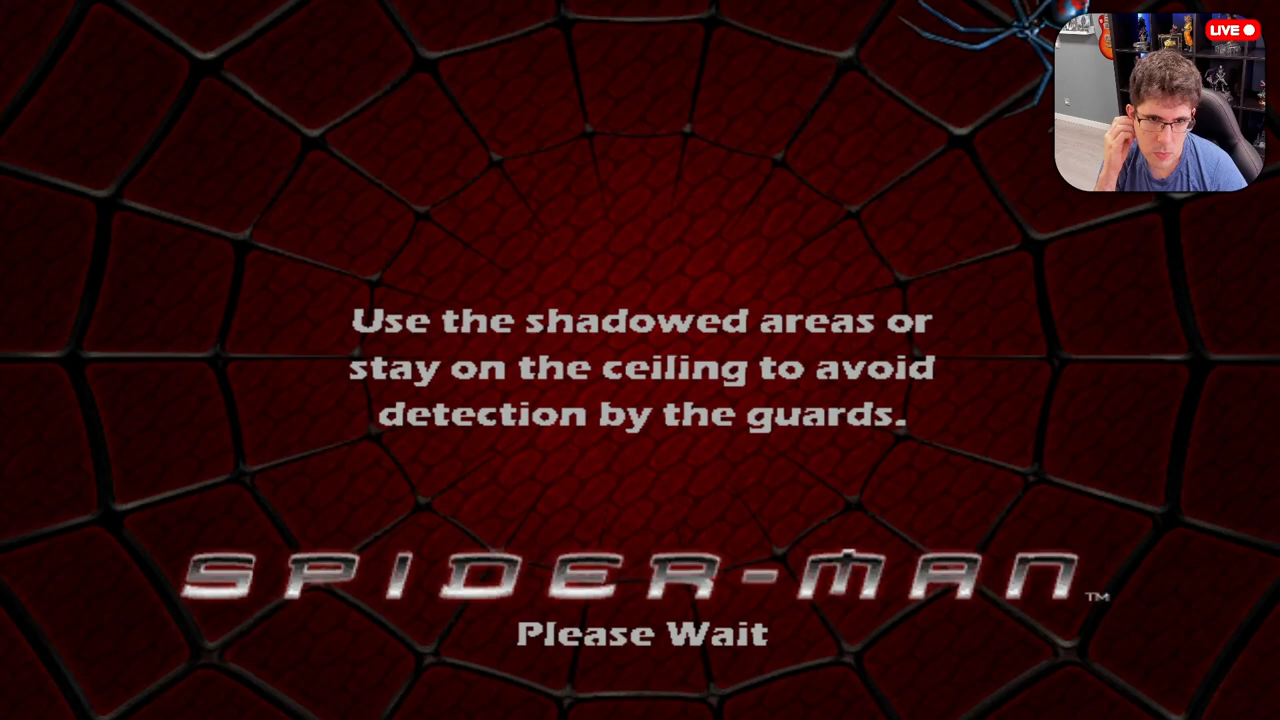 LIVE
Use the shadowed areas or
stay on the ceiling to avoid
detection by the guards.
SPIDER-MAN™
Please Wait